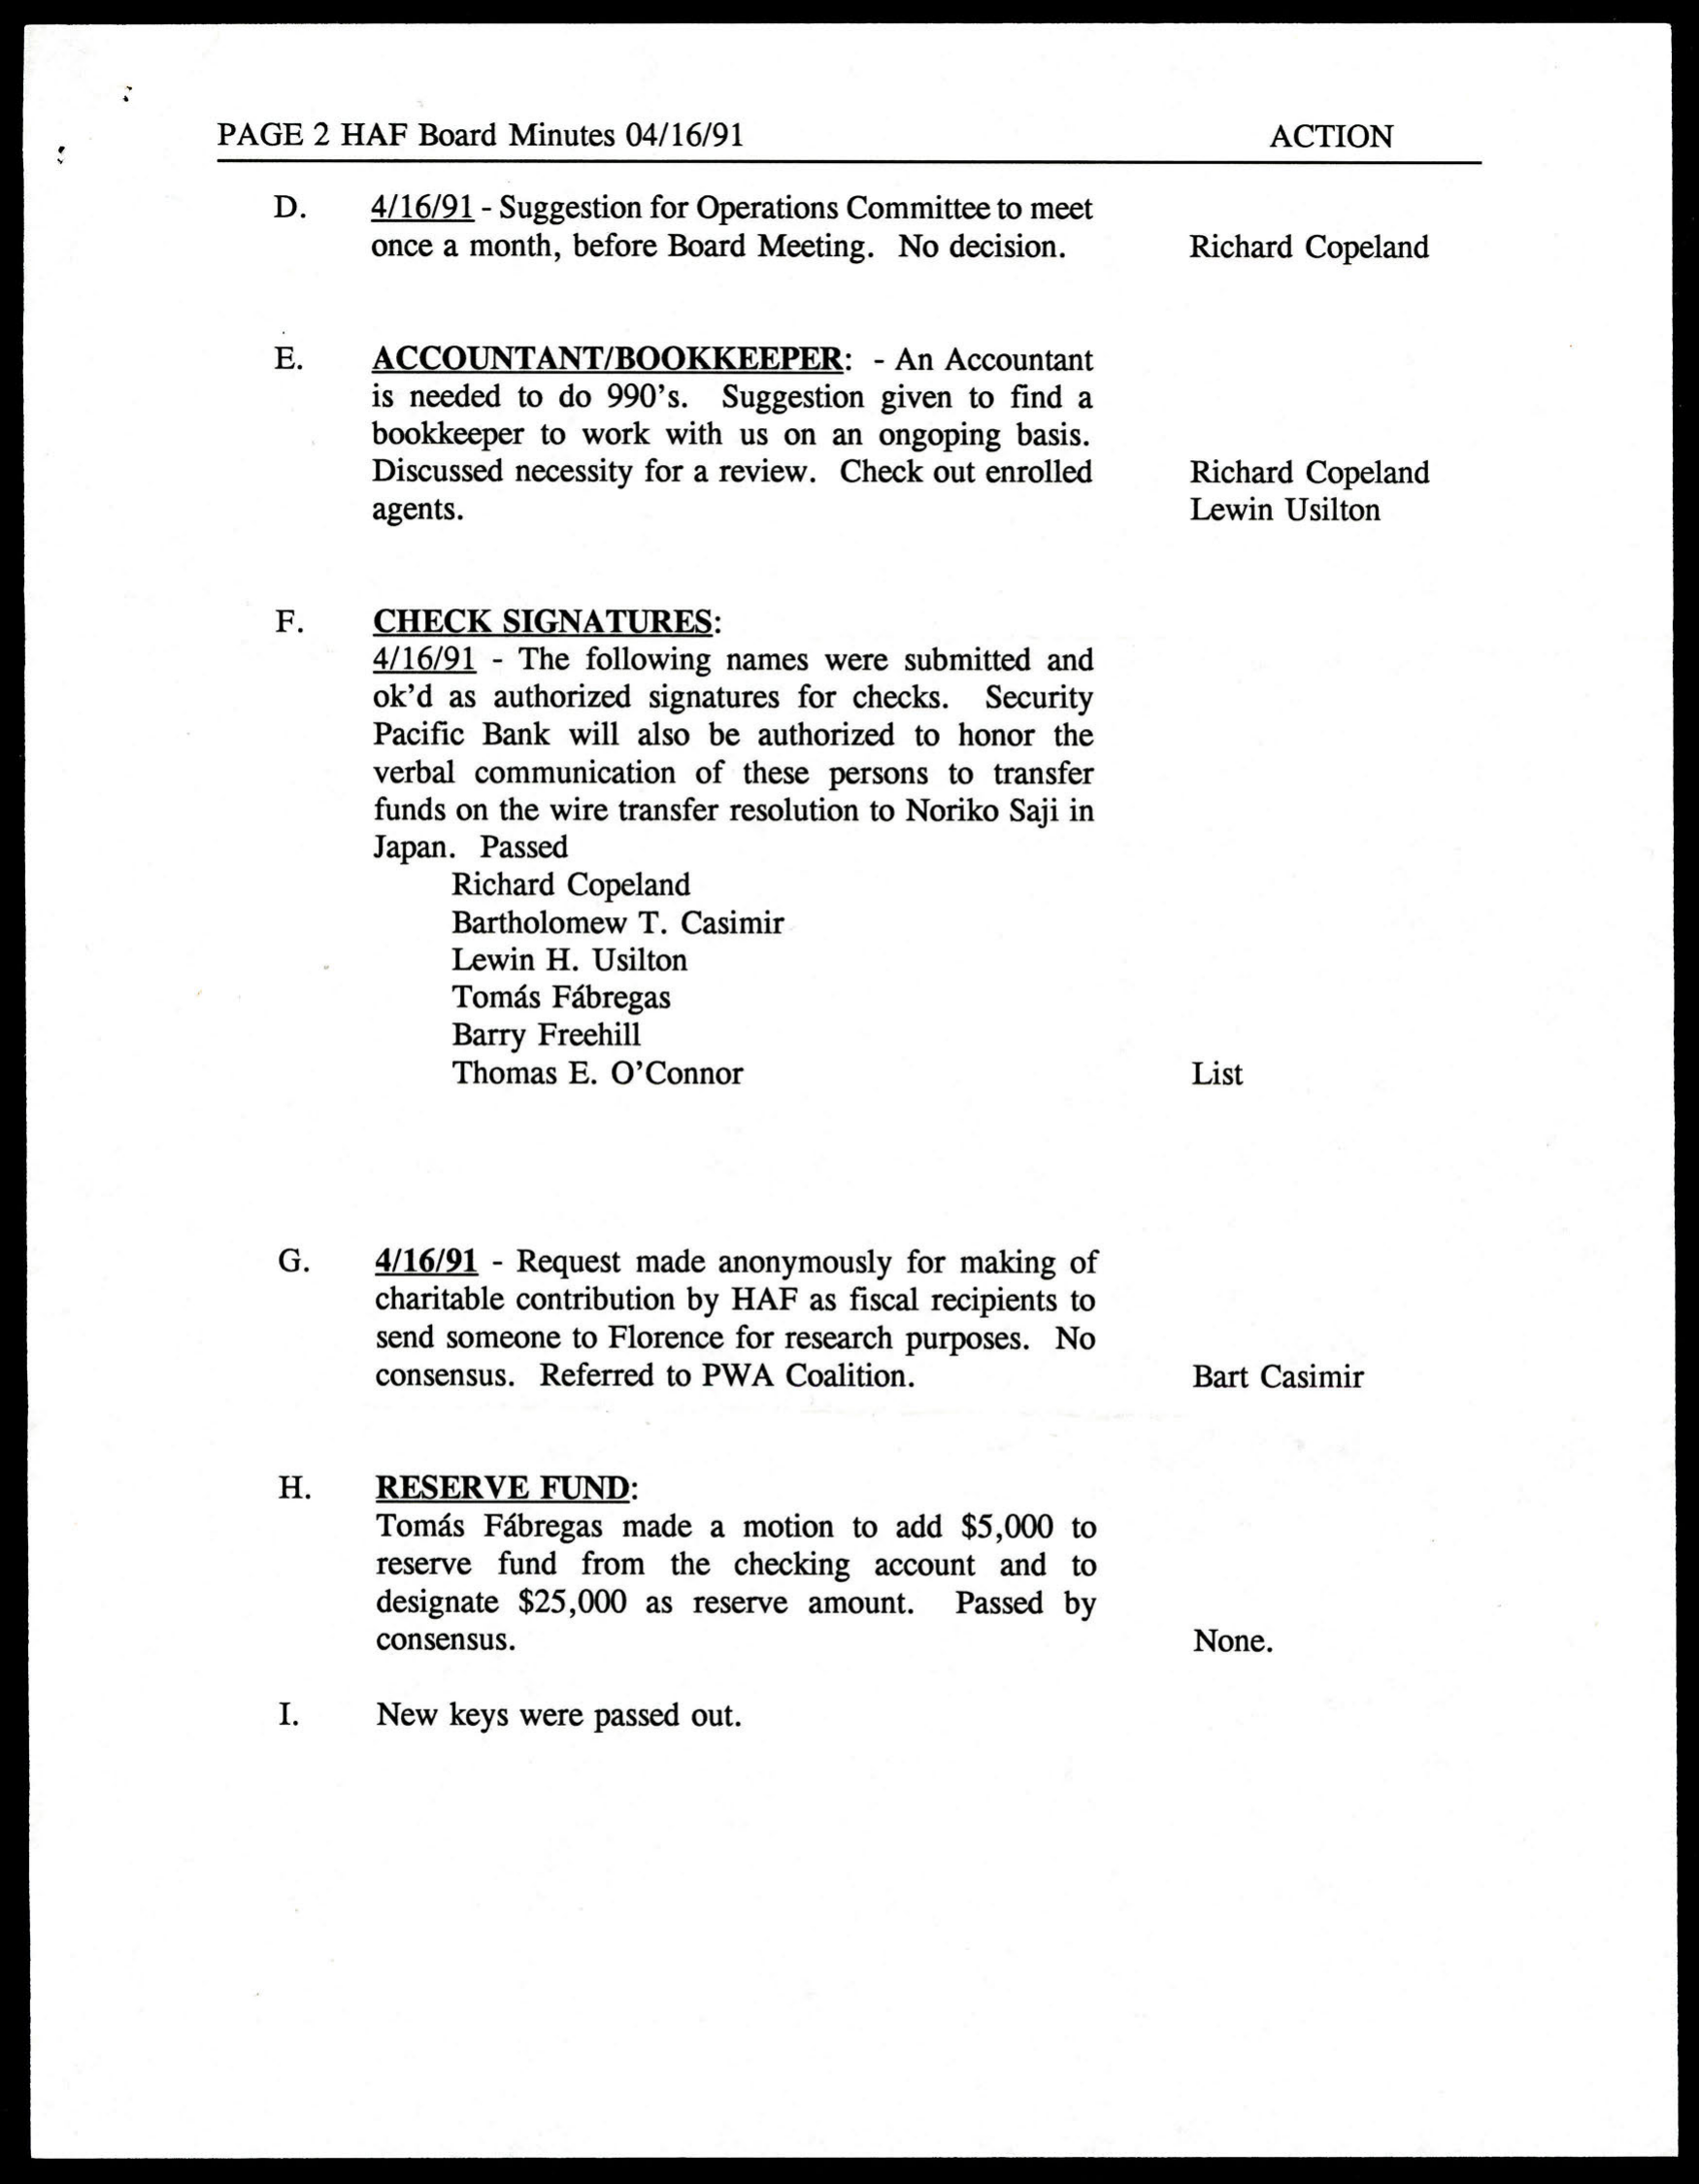 PAGE 2 HAF Board Minutes 04/16/91 ACTION
D. 4/16/91 - Suggestion for Operations Committee to meet
once a month, before Board Meeting. No decision. Richard Copeland
E. ACCOUNTANT/BOOKKEEPER: - An Accountant
is needed to do 990's. Suggestion given to find a
bookkeeper to work with us on an ongoping basis.
Discussed necessity for a review. Check out enrolled Richard Copeland
agents. Lewin Usilton
F. CHECK SIGNATURES:
4/16/91 - The following names were submitted and
ok'd as authorized signatures for checks. Security
Pacific Bank will also be authorized to honor the
verbal communication of these persons to transfer
funds on the wire transfer resolution to Noriko Saji in
Japan. Passed
Richard Copeland
Bartholomew T. Casimir
Lewin H. Usilton
Tomás Fábregas
Barry Freehill
Thomas E. O'Connor List
G. 4/16/91 - Request made anonymously for making of
charitable contribution by HAF as fiscal recipients to
send someone to Florence for research purposes. No
consensus. Referred to PWA Coalition. Bart Casimir
H. RESERVE FUND:
Tomás Fábregas made a motion to add $5,000 to
reserve fund from the checking account and to
designate $25,000 as reserve amount. Passed by
consensus. None.
I. New keys were passed out.